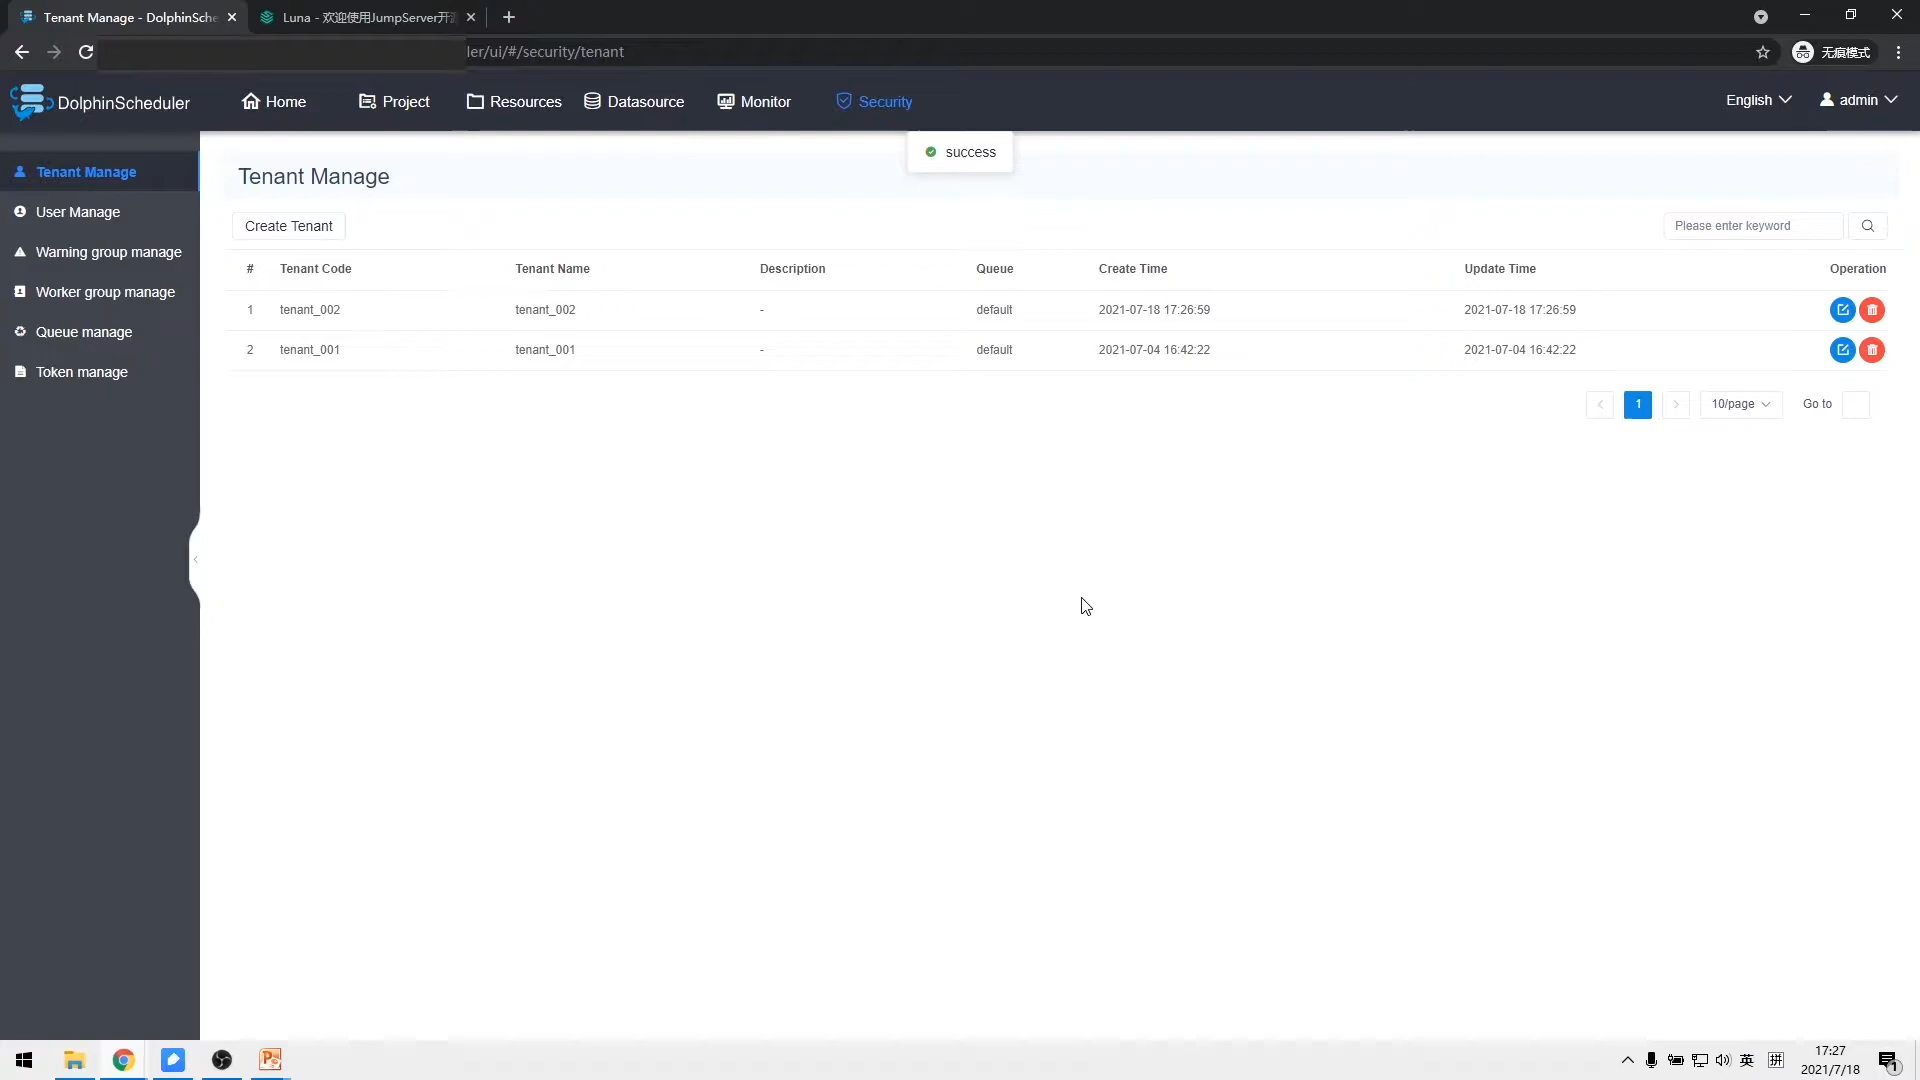 Tenant Manage - DolphinSche
Luna - 欢迎使用JumpServer开源
ler/ui/#/security/tenant
无痕模式
DolphinScheduler
Home
Project
Resources
Datasource
Monitor
Security
English
admin
success
Tenant Manage
User Manage
Warning group manage
Worker group manage
Queue manage
Token manage
Tenant Manage
Create Tenant
Please enter keyword
# Tenant Code Tenant Name Description Queue Create Time Update Time Operation
1 tenant_002 tenant_002 - default 2021-07-18 17:26:59 2021-07-18 17:26:59
2 tenant_001 tenant_001 - default 2021-07-04 16:42:22 2021-07-04 16:42:22
1 10/page Go to
英 拼
17:27
2021/7/18
1